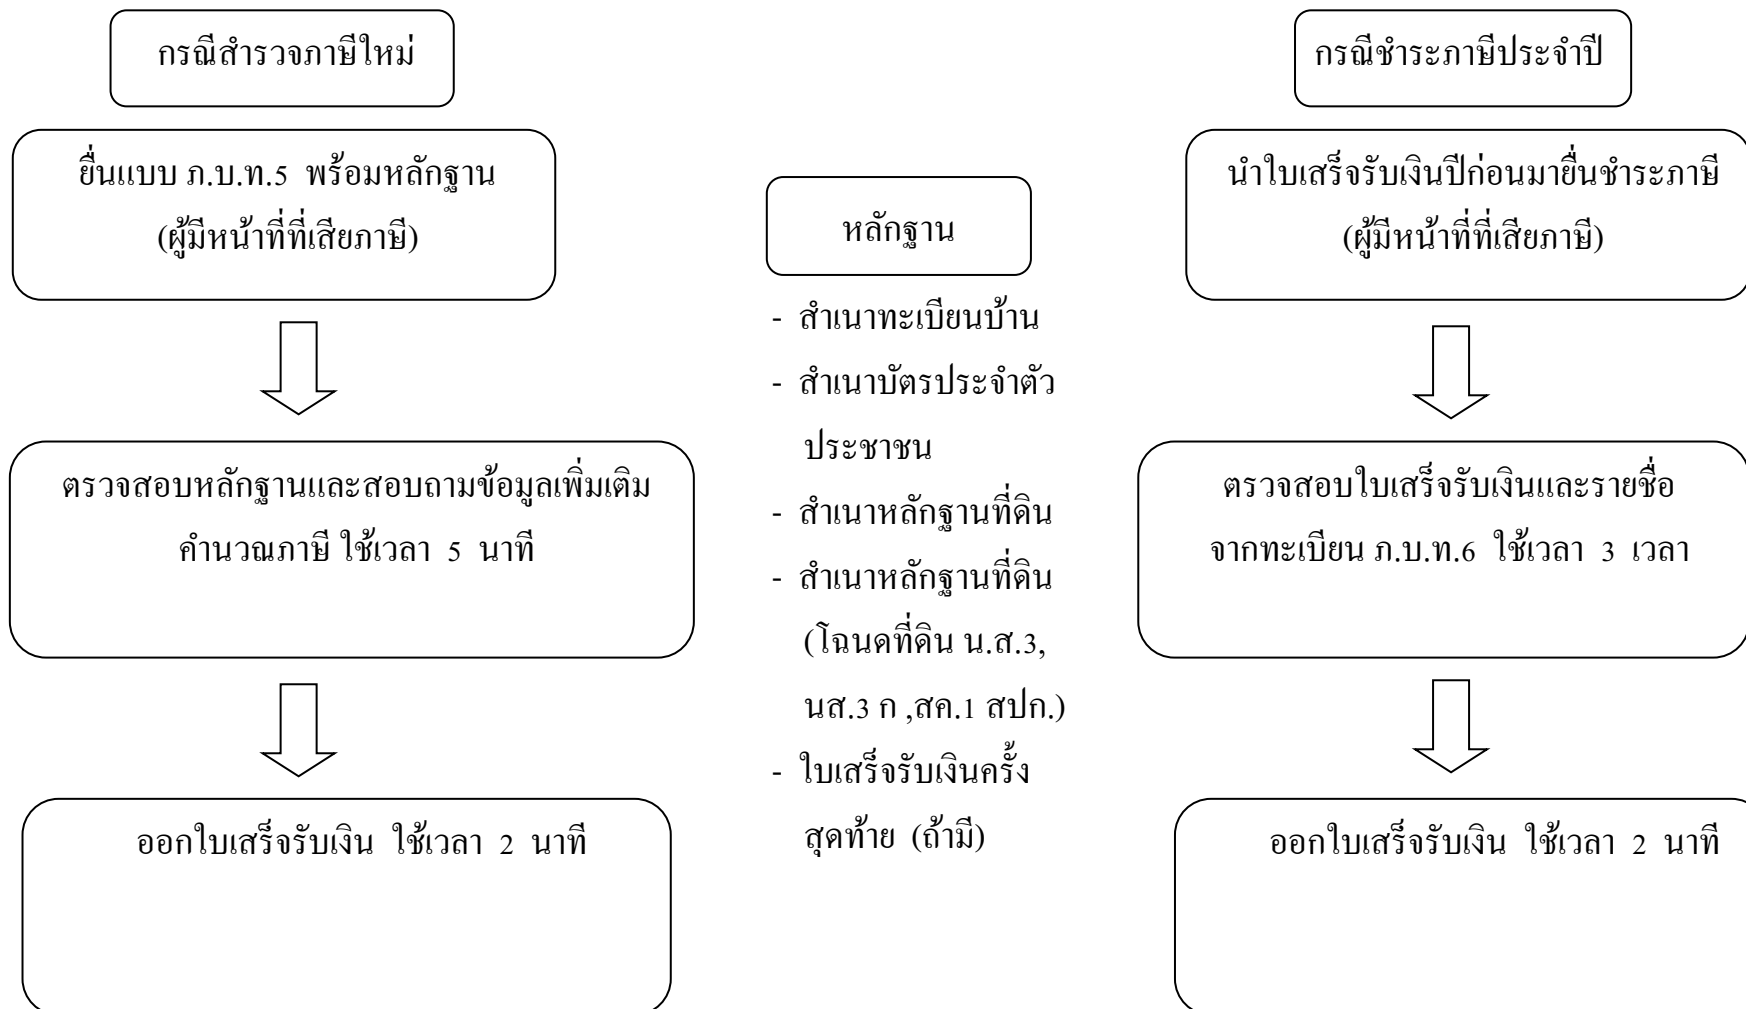 กรณีสำรวจภาษีใหม่
ยื่นแบบ ภ.บ.ท.5 พร้อมหลักฐาน
(ผู้มีหน้าที่ที่เสียภาษี)
ตรวจสอบหลักฐานและสอบถามข้อมูลเพิ่มเติม
คำนวณภาษี ใช้เวลา 5 นาที
ออกใบเสร็จรับเงิน ใช้เวลา 2 นาที
หลักฐาน
- สำเนาทะเบียนบ้าน
- สำเนาบัตรประจำตัว
ประชาชน
- สำเนาหลักฐานที่ดิน
- สำเนาหลักฐานที่ดิน
(โฉนดที่ดิน น.ส.3,
นส.3 ก ,สค.1 สปก.)
- ใบเสร็จรับเงินครั้ง
สุดท้าย (ถ้ามี)
กรณีชำระภาษีประจำปี
นำใบเสร็จรับเงินปีก่อนมายื่นชำระภาษี
(ผู้มีหน้าที่ที่เสียภาษี)
ตรวจสอบใบเสร็จรับเงินและรายชื่อ
จากทะเบียน ภ.บ.ท.6 ใช้เวลา 3 เวลา
ออกใบเสร็จรับเงิน ใช้เวลา 2 นาที